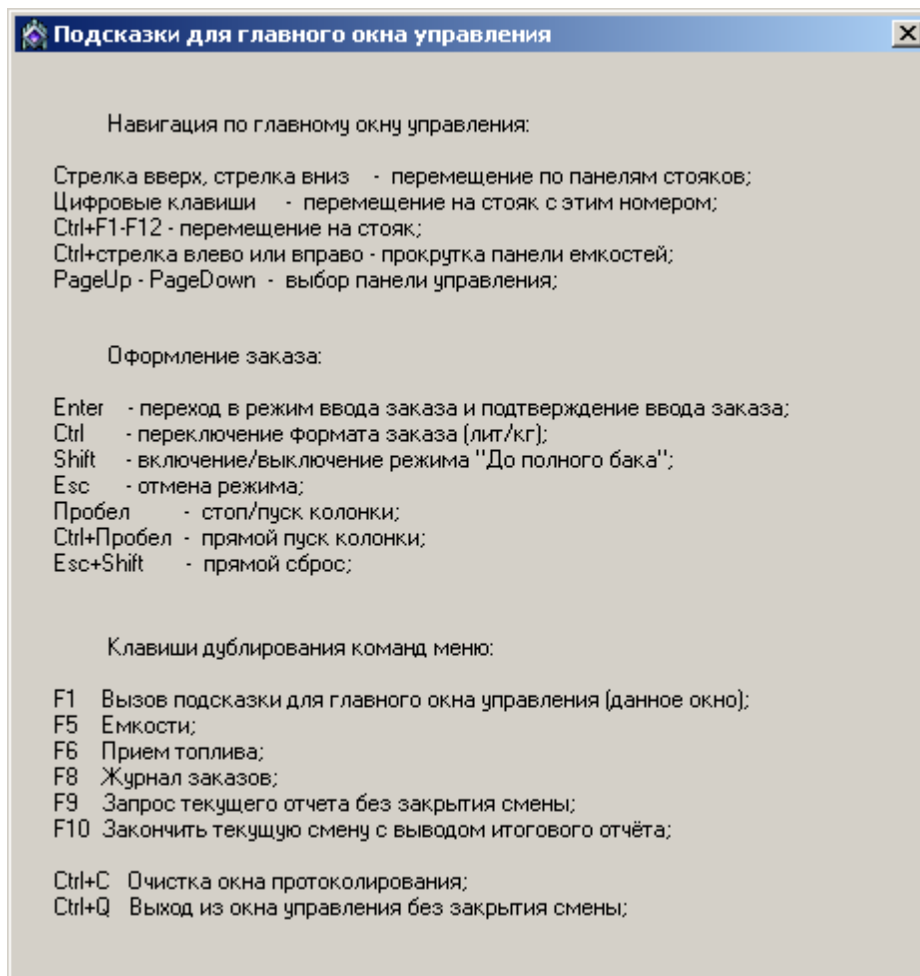 Подсказки для главного окна управления
Навигация по главному окну управления:
Стрелка вверх, стрелка вниз - перемещение по панелям стояков;
Цифровые клавиши - перемещение на стояк с этим номером;
Ctrl+F1-F12 - перемещение на стояк;
Ctrl+стрелка влево или вправо - прокрутка панели емкостей;
PageUp - PageDown - выбор панели управления;
Оформление заказа:
Enter - переход в режим ввода заказа и подтверждение ввода заказа;
Ctrl - переключение формата заказа (лит/кг);
Shift - включение/выключение режима "До полного бака";
Esc - отмена режима;
Пробел - стоп/пуск колонки;
Ctrl+Пробел - прямой пуск колонки;
Esc+Shift - прямой сброс;
Клавиши дублирования команд меню:
F1 Вызов подсказки для главного окна управления (данное окно);
F5 Емкости;
F6 Прием топлива;
F8 Журнал заказов;
F9 Запрос текущего отчета без закрытия смены;
F10 Закончить текущую смену с выводом итогового отчёта;
Ctrl+C Очистка окна протоколирования;
Ctrl+Q Выход из окна управления без закрытия смены;